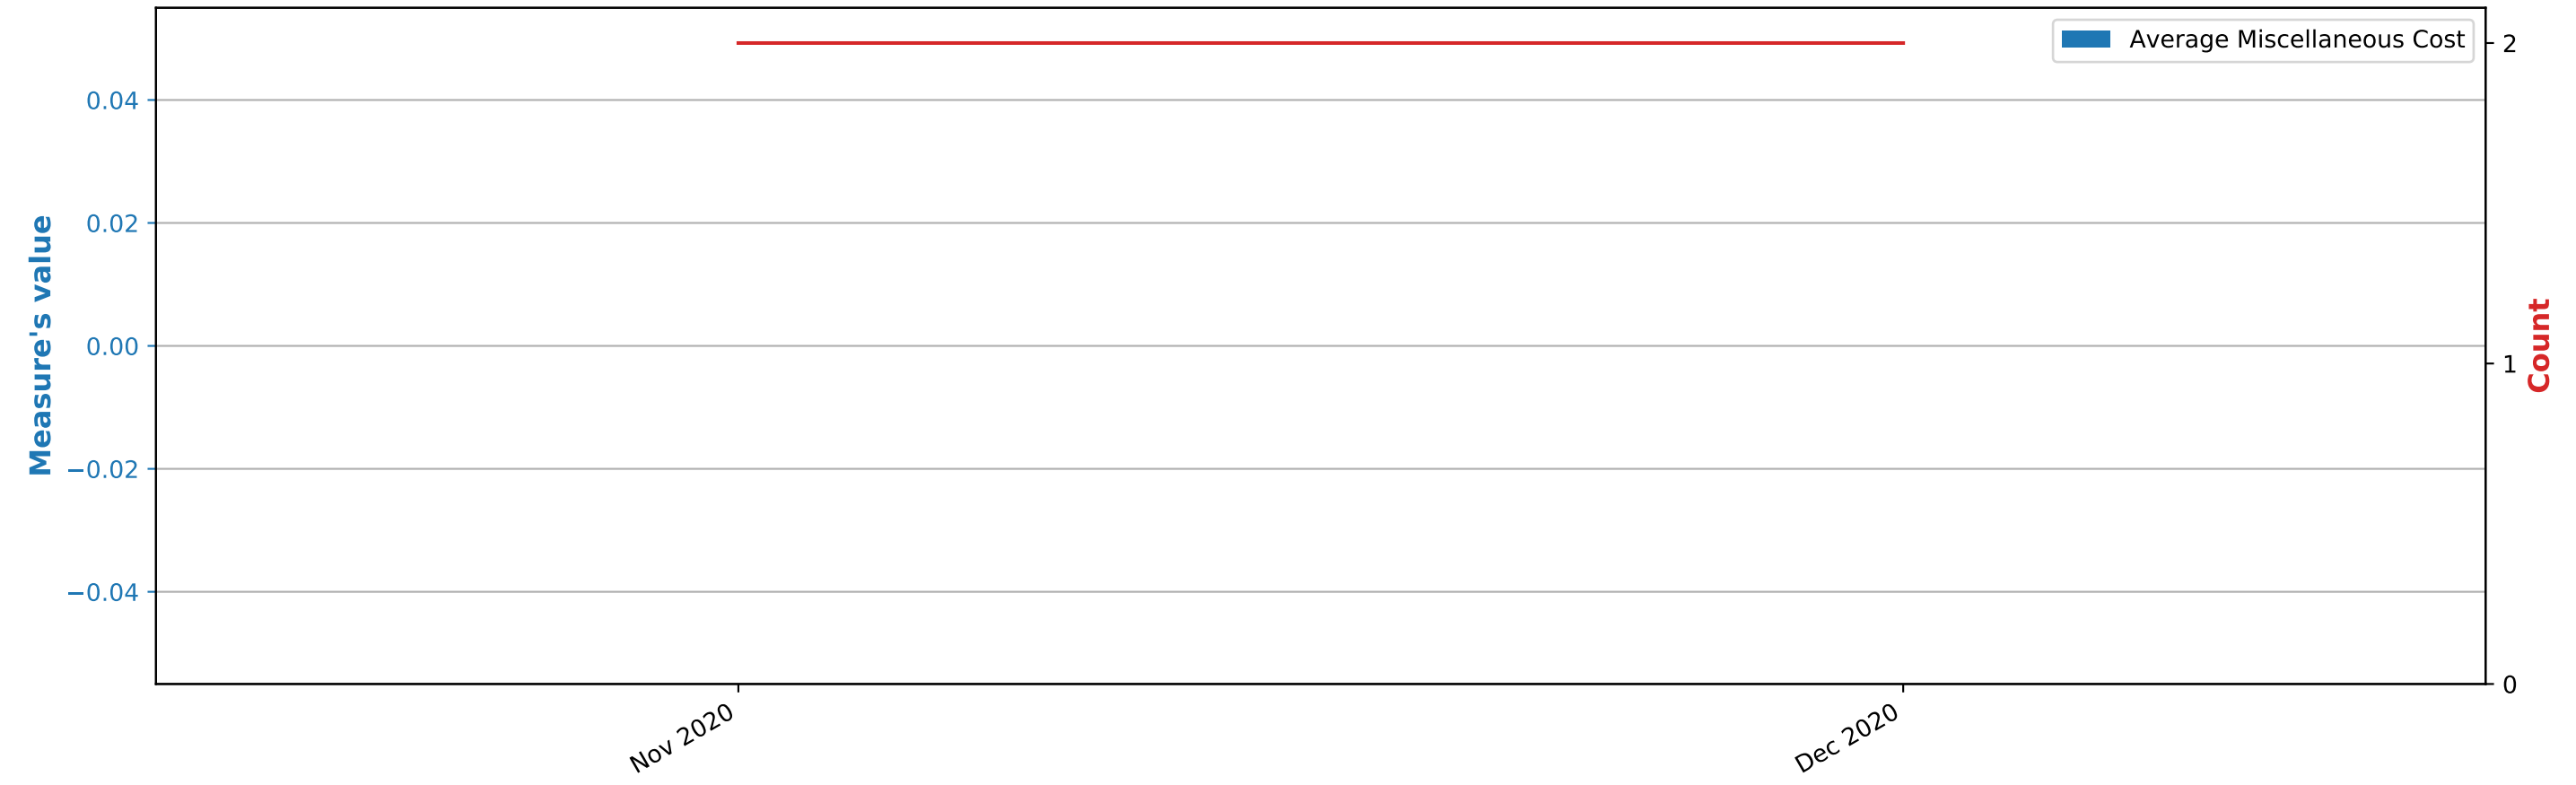 Average Miscellaneous Cost
Measure's value
0.04
0.02
0.00
−0.02
−0.04
2
1
0
Count
Nov 2020
Dec 2020